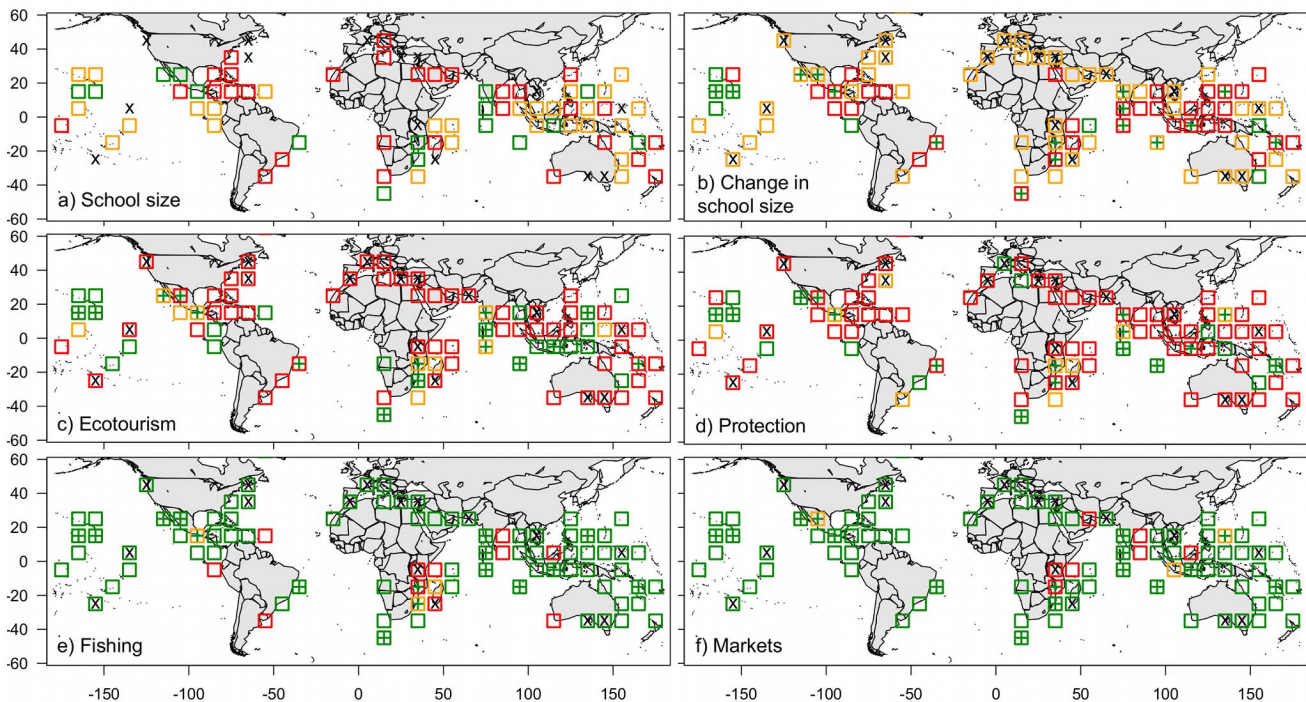 60
40
20
0
-20
-40
-60
a) School size
b) Change in
school size
60
40
20
0
-20
-40
-60
c) Ecotourism
d) Protection
60
40
20
0
-20
-40
-60
e) Fishing
f) Markets
-150 -100 -50 0 50 100 150 -150 -100 -50 0 50 100 150